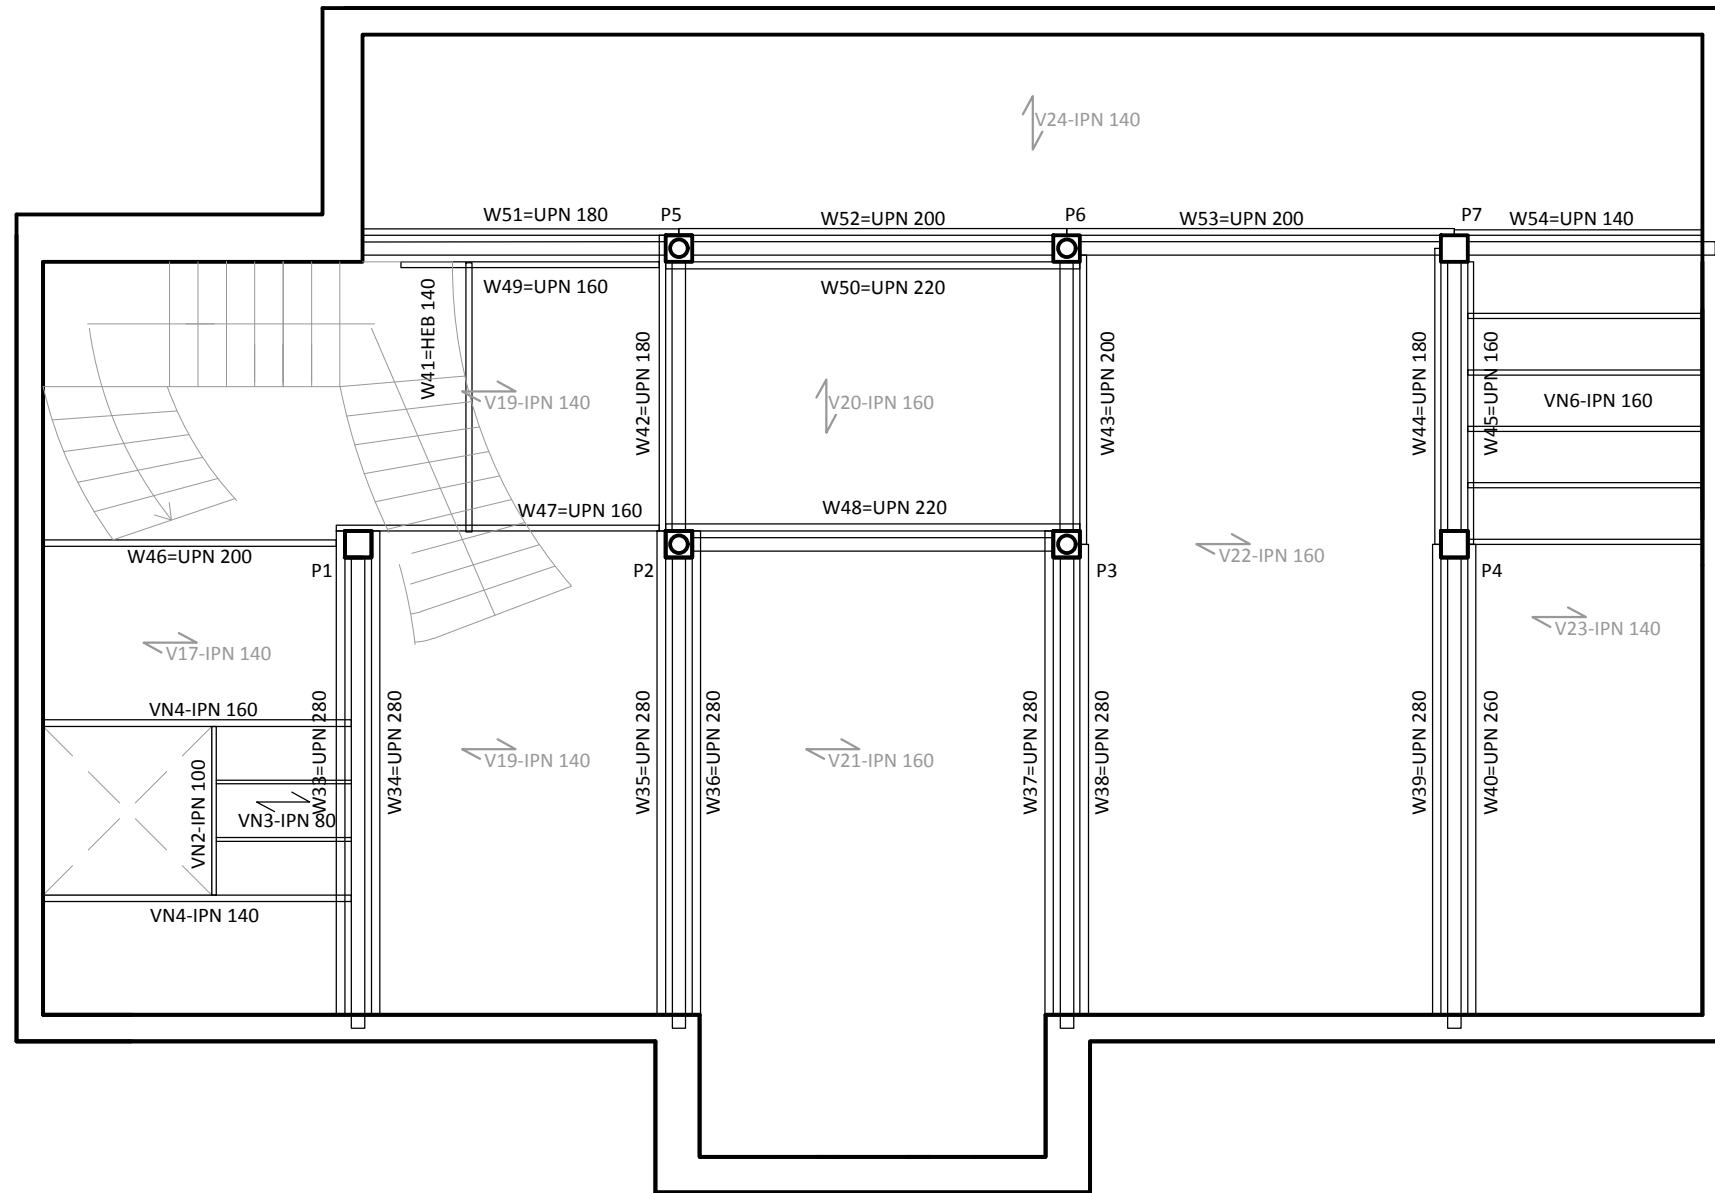 V24-IPN 140
W51=UPN 180
P5
W52=UPN 200
P6
W53=UPN 200
P7
W54=UPN 140
W49=UPN 160
W50=UPN 220
W41=HEB 140
W42=UPN 180
W43=UPN 200
W44=UPN 180
W45=UPN 160
V19-IPN 140
V20-IPN 160
VN6-IPN 160
W47=UPN 160
W48=UPN 220
W46=UPN 200
P1
P2
P3
V22-IPN 160
P4
V17-IPN 140
V23-IPN 140
VN4-IPN 160
W33=UPN 280
W34=UPN 280
W35=UPN 280
W36=UPN 280
W37=UPN 280
W38=UPN 280
W39=UPN 280
W40=UPN 260
V19-IPN 140
V21-IPN 160
VN2-IPN 100
VN3-IPN 80
VN4-IPN 140